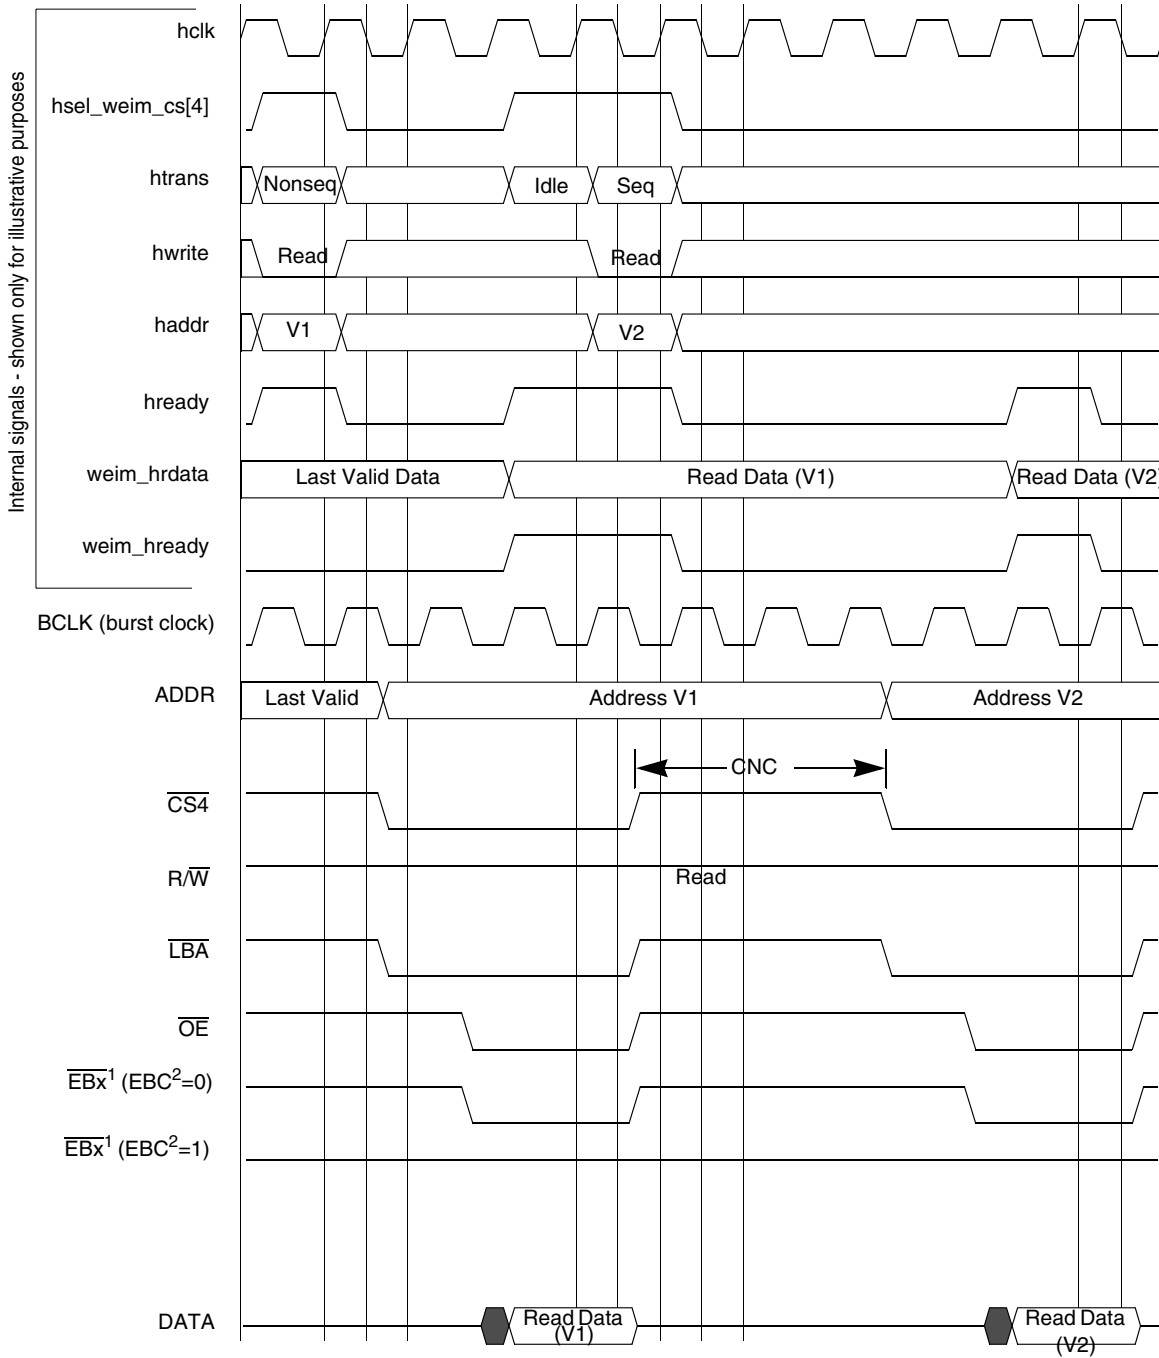 Internal signals - shown only for illustrative purposes
hclk
hsel_weim_cs[4]
htrans Nonseq Idle Seq
hwrite Read Read
haddr V1 V2
hready
weim_hrdata Last Valid Data Read Data (V1) Read Data (V2)
weim_hready
BCLK (burst clock)
ADDR Last Valid Address V1 Address V2
CNC
CS4
R/W Read
LBA
OE
EBx1 (EBC2=0)
EBx1 (EBC2=1)
DATA Read Data (V1) Read Data (V2)